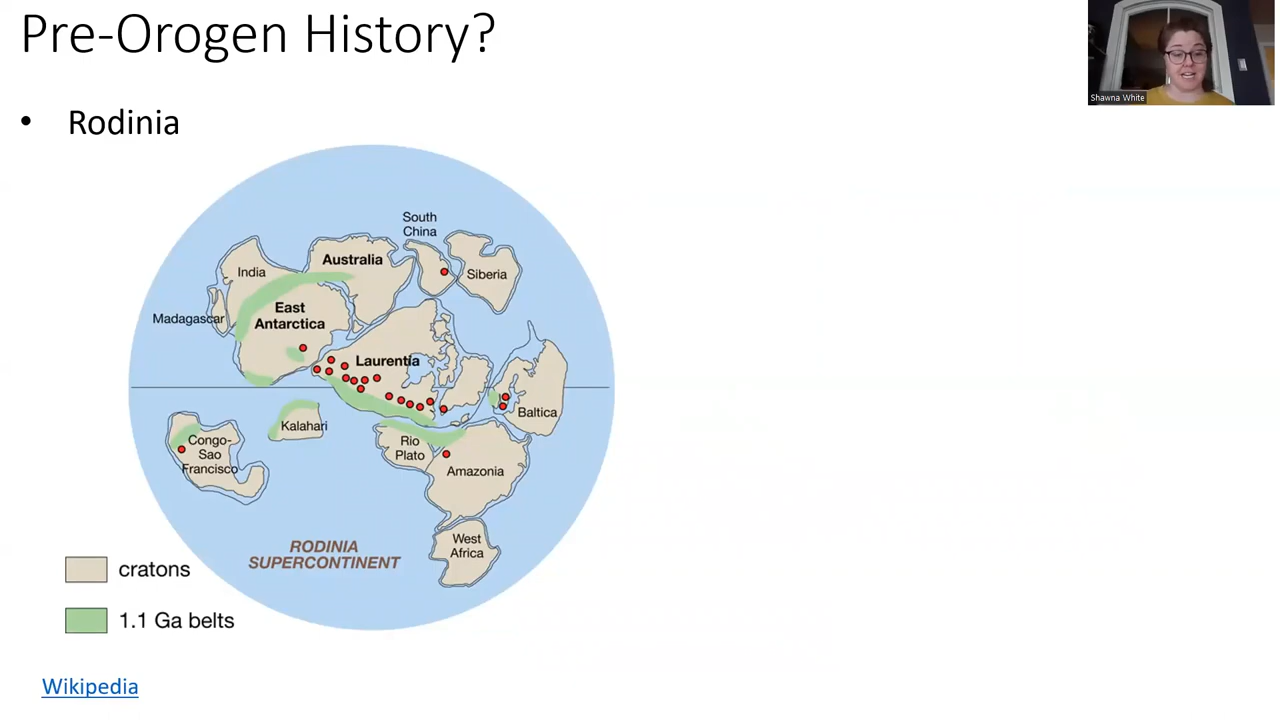 Pre-Orogen History?
Shawna White
• Rodinia
South
China
Australia
India
Siberia
East
Antarctica
Madagascar
Laurentia
Baltica
Kalahari
Rio
Plato
Congo-
Sao
Francisco
Amazonia
West
Africa
RODINIA
SUPERCONTINENT
cratons
1.1 Ga belts
Wikipedia